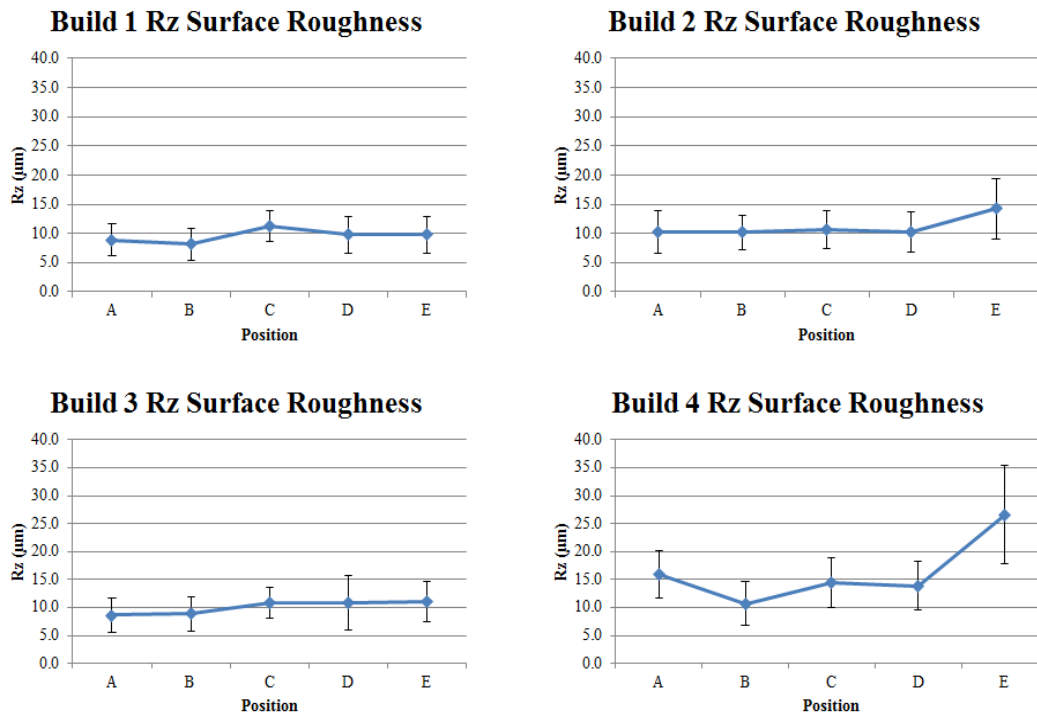 Build 1 Rz Surface Roughness
40.0
35.0
30.0
25.0
20.0
15.0
10.0
5.0
0.0
Rz (µm)
A B C D E
Position
Build 2 Rz Surface Roughness
40.0
35.0
30.0
25.0
20.0
15.0
10.0
5.0
0.0
Rz (µm)
A B C D E
Position
Build 3 Rz Surface Roughness
40.0
35.0
30.0
25.0
20.0
15.0
10.0
5.0
0.0
Rz (µm)
A B C D E
Position
Build 4 Rz Surface Roughness
40.0
35.0
30.0
25.0
20.0
15.0
10.0
5.0
0.0
Rz (µm)
A B C D E
Position